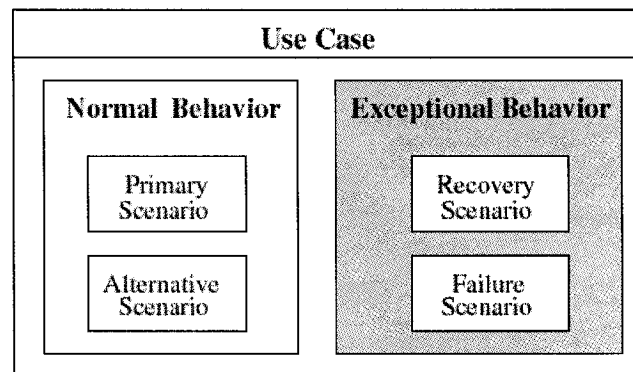 Use Case
Normal Behavior
Primary
Scenario
Alternative
Scenario
Exceptional Behavior
Recovery
Scenario
Failure
Scenario